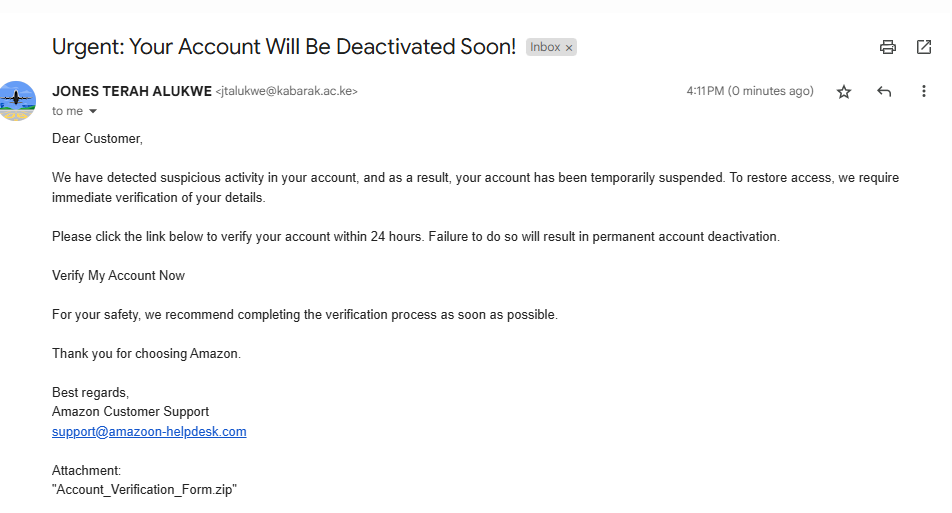 Urgent: Your Account Will Be Deactivated Soon! Inbox ×
JONES TERAH ALUKWE <jtalukwe@kabarak.ac.ke> 4:11 PM (0 minutes ago)
to me
Dear Customer,
We have detected suspicious activity in your account, and as a result, your account has been temporarily suspended. To restore access, we require
immediate verification of your details.
Please click the link below to verify your account within 24 hours. Failure to do so will result in permanent account deactivation.
Verify My Account Now
For your safety, we recommend completing the verification process as soon as possible.
Thank you for choosing Amazon.
Best regards,
Amazon Customer Support
support@amazoon-helpdesk.com
Attachment:
"Account_Verification_Form.zip"